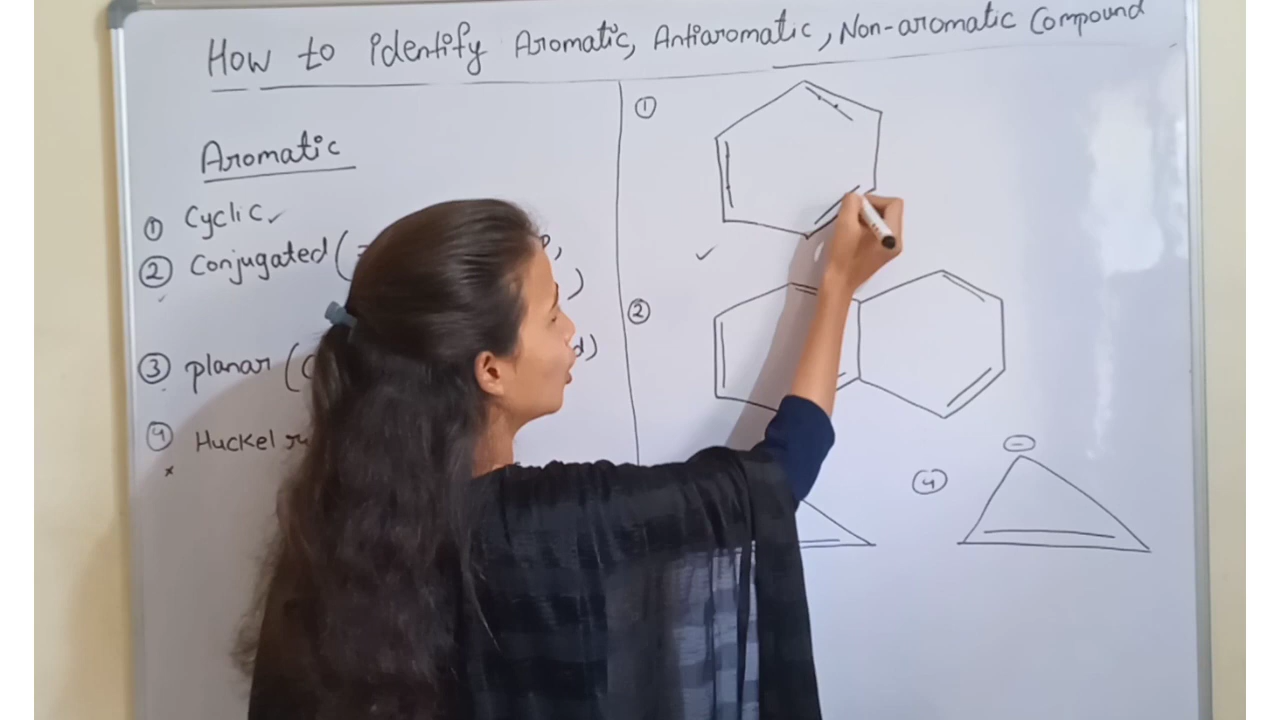 How to identify Aromatic, Antiaromatic, Non-aromatic Compound
Aromatic
① Cyclic ✓
② Conjugated (
)
③ planar (
)
④ Huckel
①
②
④